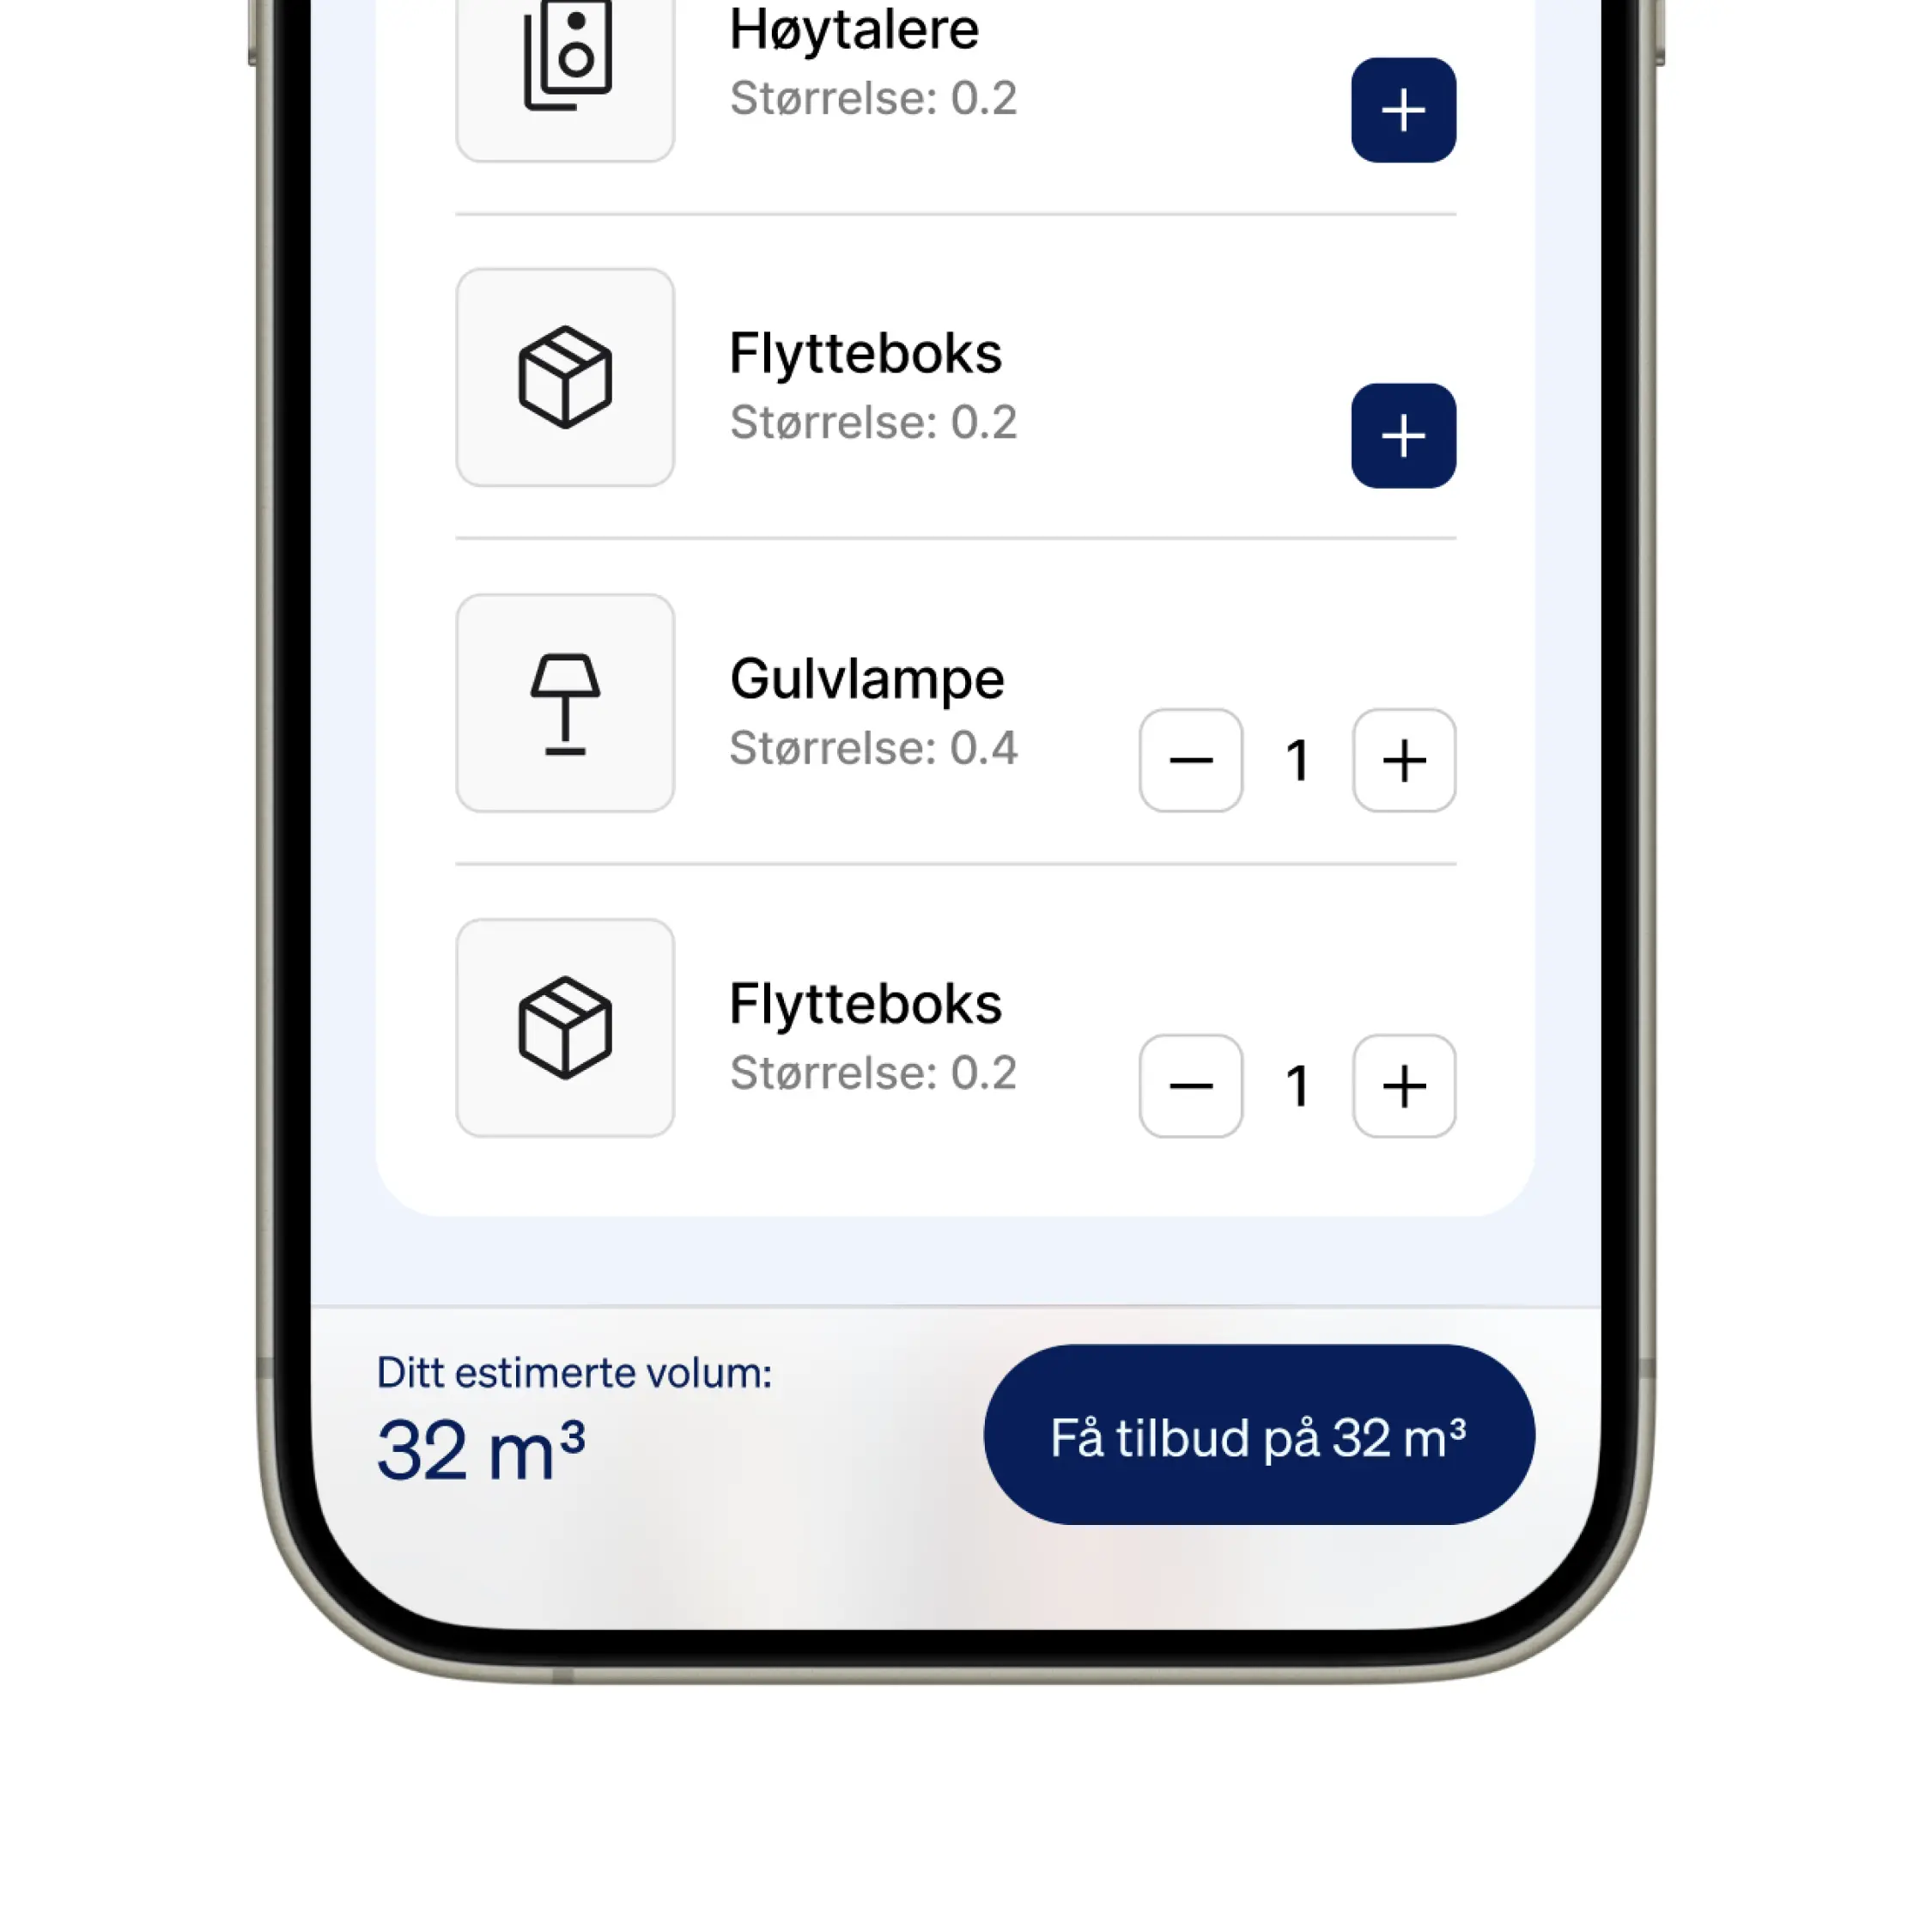 Høytalere
Størrelse: 0.2
Flytteboks
Størrelse: 0.2
Gulvlampe
Størrelse: 0.4
1
Flytteboks
Størrelse: 0.2
1
Ditt estimerte volum:
32 m³
Få tilbud på 32 m³